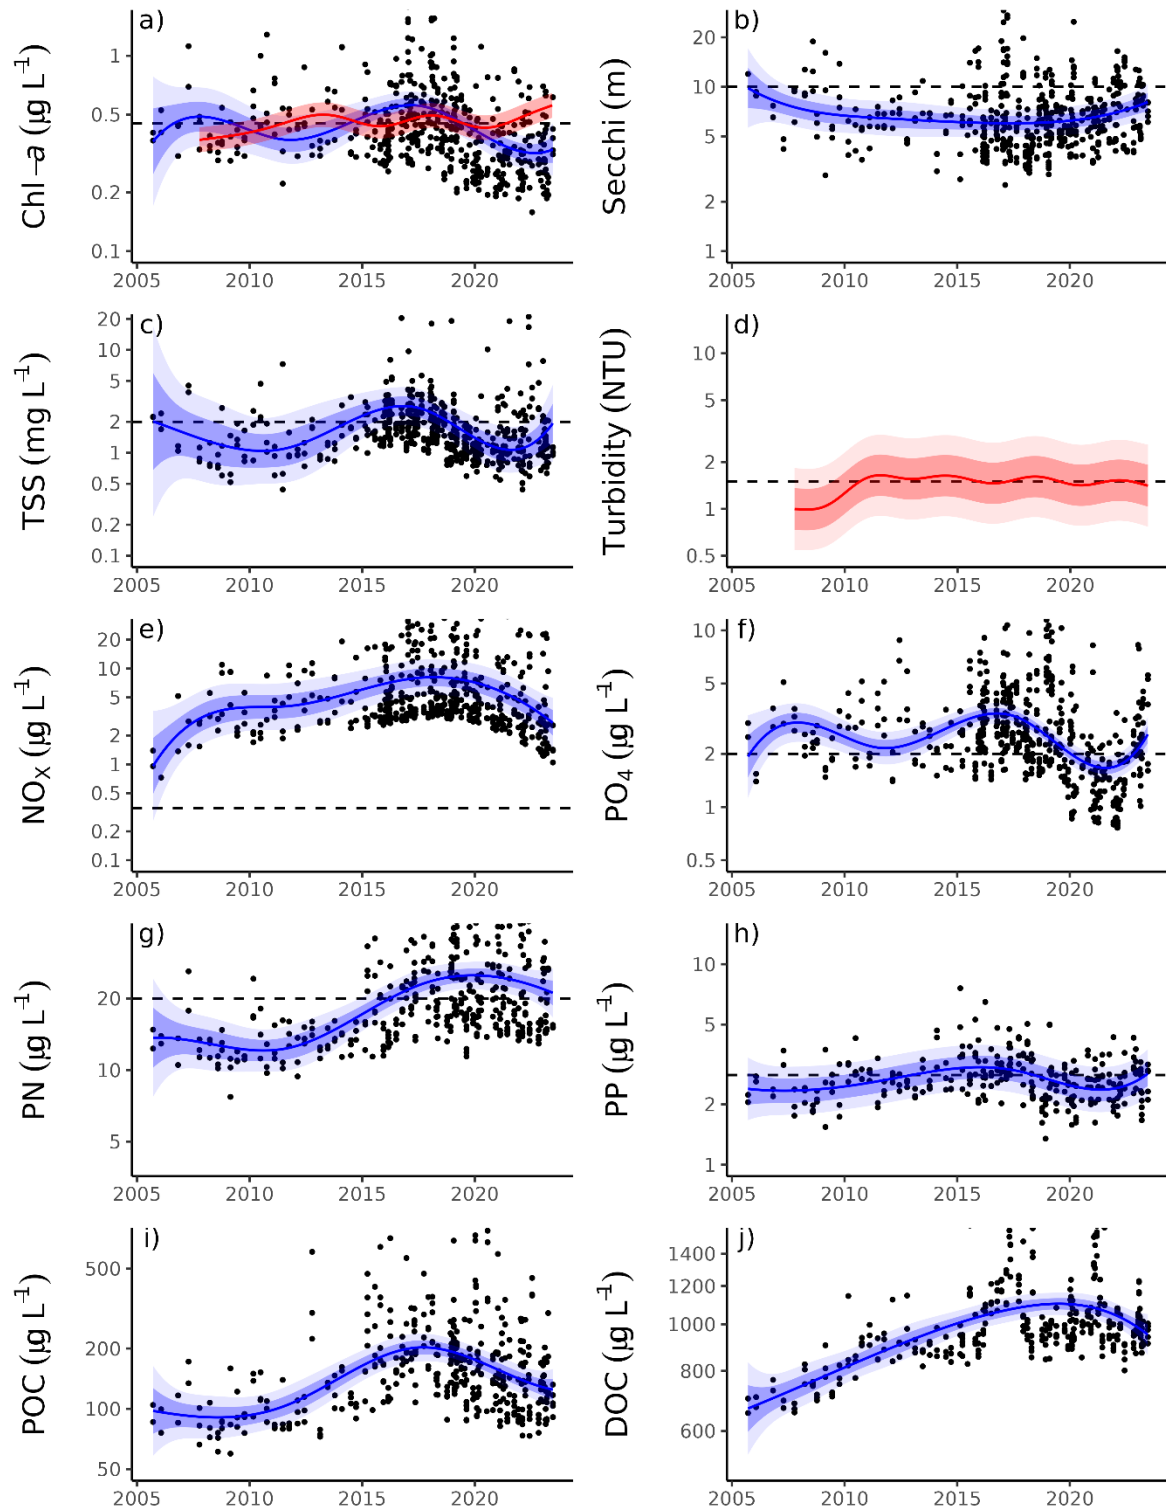 a)
Chl-a (µg L⁻¹)
1
0.5
0.2
0.1
2005 2010 2015 2020
b)
Secchi (m)
20
10
5
2
1
2005 2010 2015 2020
c)
TSS (mg L⁻¹)
20
10
5
2
1
0.5
0.2
0.1
2005 2010 2015 2020
d)
Turbidity (NTU)
10
5
2
1
0.5
2005 2010 2015 2020
e)
NOₓ (µg L⁻¹)
20
10
5
2
1
0.5
0.2
0.1
2005 2010 2015 2020
f)
PO₄ (µg L⁻¹)
10
5
2
1
0.5
2005 2010 2015 2020
g)
PN (µg L⁻¹)
20
10
5
2005 2010 2015 2020
h)
PP (µg L⁻¹)
10
5
2
1
2005 2010 2015 2020
i)
POC (µg L⁻¹)
500
200
100
50
2005 2010 2015 2020
j)
DOC (µg L⁻¹)
1400
1200
1000
800
600
2005 2010 2015 2020